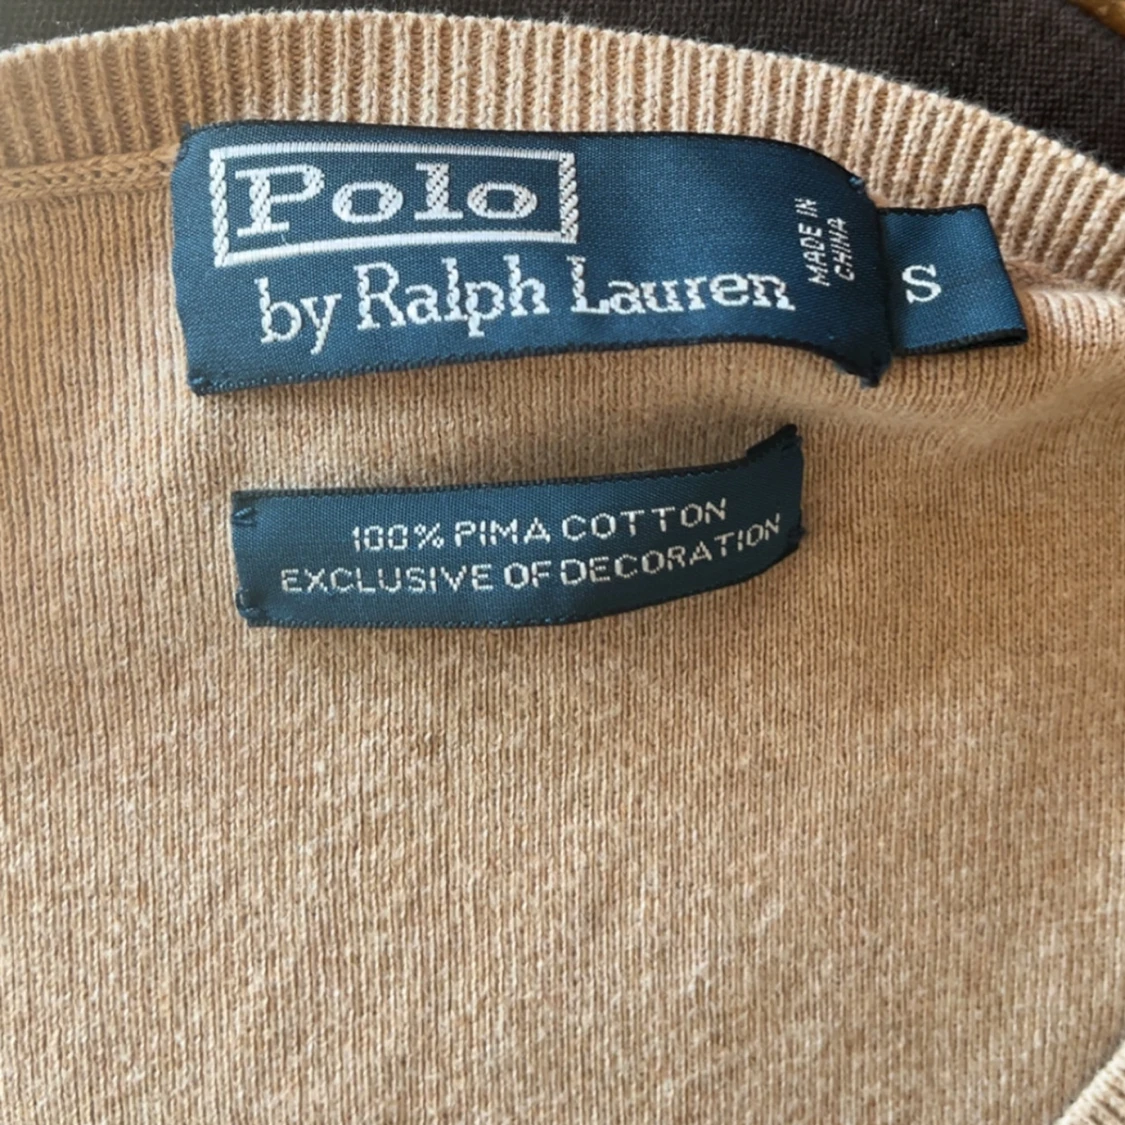 Polo
by Ralph Lauren
MADE IN
CHINA
S
100% PIMA COTTON
EXCLUSIVE OF DECORATION